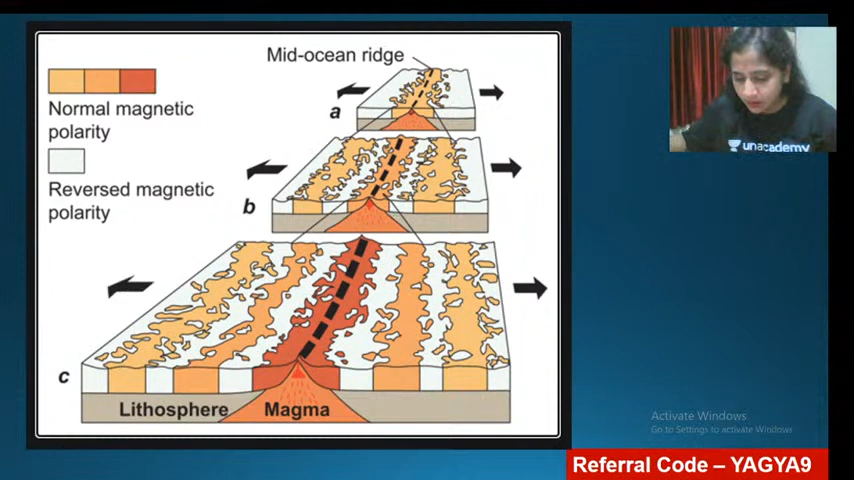 Mid-ocean ridge
Normal magnetic
polarity
Reversed magnetic
polarity
a
b
c
Lithosphere
Magma
unacademy
Activate Windows
Go to Settings to activate Windows
Referral Code – YAGYA9